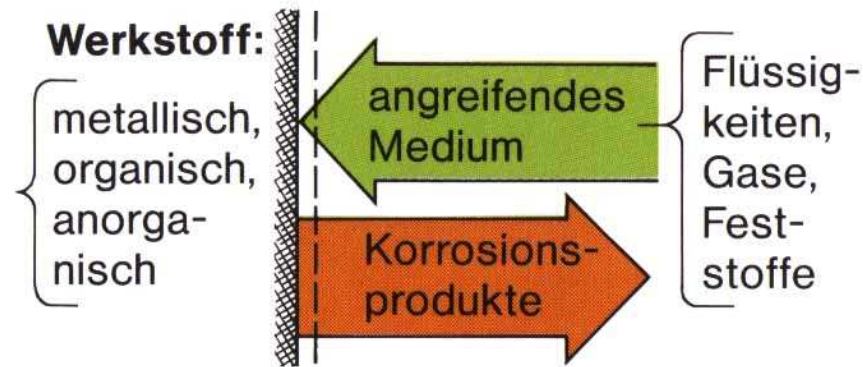 Werkstoff:
metallisch,
organisch,
anorga-
nisch
angreifendes
Medium
Korrosions-
produkte
Flüssig-
keiten,
Gase,
Fest-
stoffe